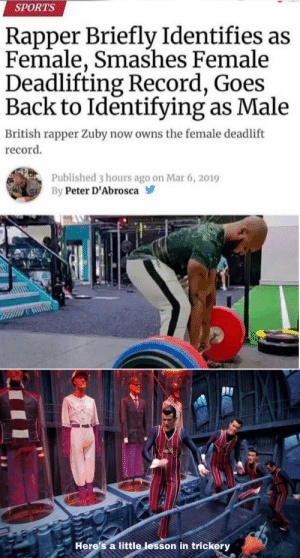 SPORTS
Rapper Briefly Identifies as
Female, Smashes Female
Deadlifting Record, Goes
Back to Identifying as Male
British rapper Zuby now owns the female deadlift
record.
Published 3 hours ago on Mar 6, 2019
By Peter D'Abrosca
Here's a little lesson in trickery